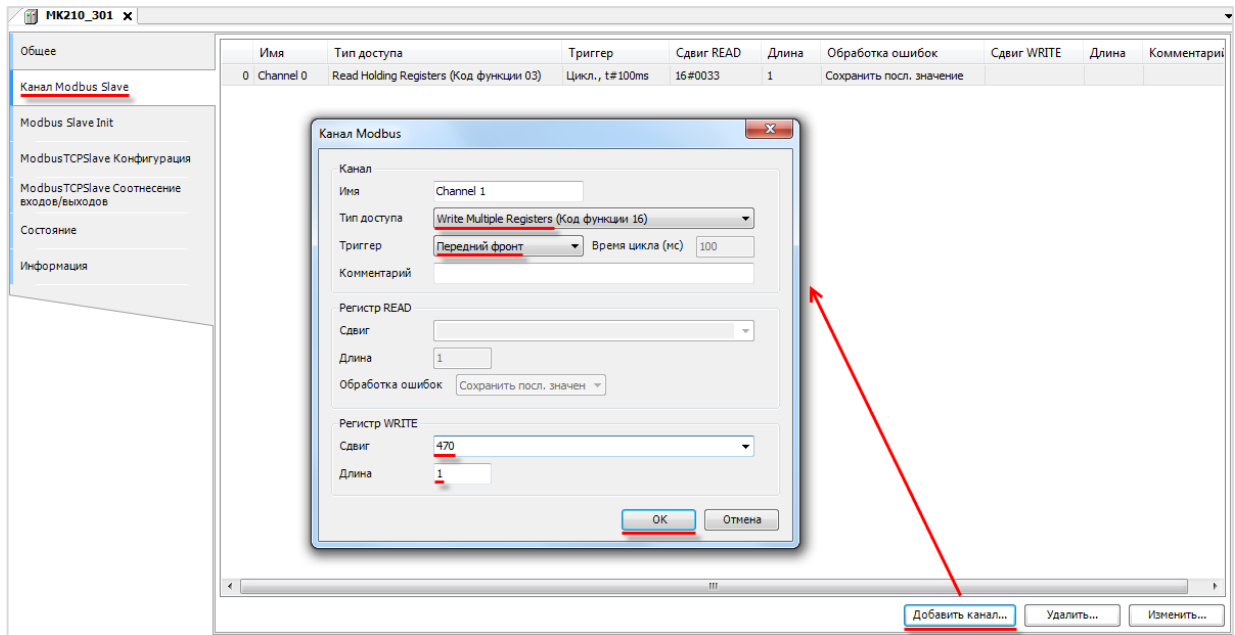 MK210_301 x
Общее
Канал Modbus Slave
Modbus Slave Init
ModbusTCPSlave Конфигурация
ModbusTCPSlave Соотнесение
входов/выходов
Состояние
Информация
Имя Тип доступа Триггер Сдвиг READ Длина Обработка ошибок Сдвиг WRITE Длина Комментарий
0 Channel 0 Read Holding Registers (Код функции 03) Цикл., t#100ms 16#0033 1 Сохранить посл. значение
Канал Modbus
Канал
Имя Channel 1
Тип доступа Write Multiple Registers (Код функции 16)
Триггер Передний фронт Время цикла (мс) 100
Комментарий
Регистр READ
Сдвиг
Длина 1
Обработка ошибок Сохранить посл. значен
Регистр WRITE
Сдвиг 470
Длина 1
OK Отмена
Добавить канал... Удалить... Изменить...